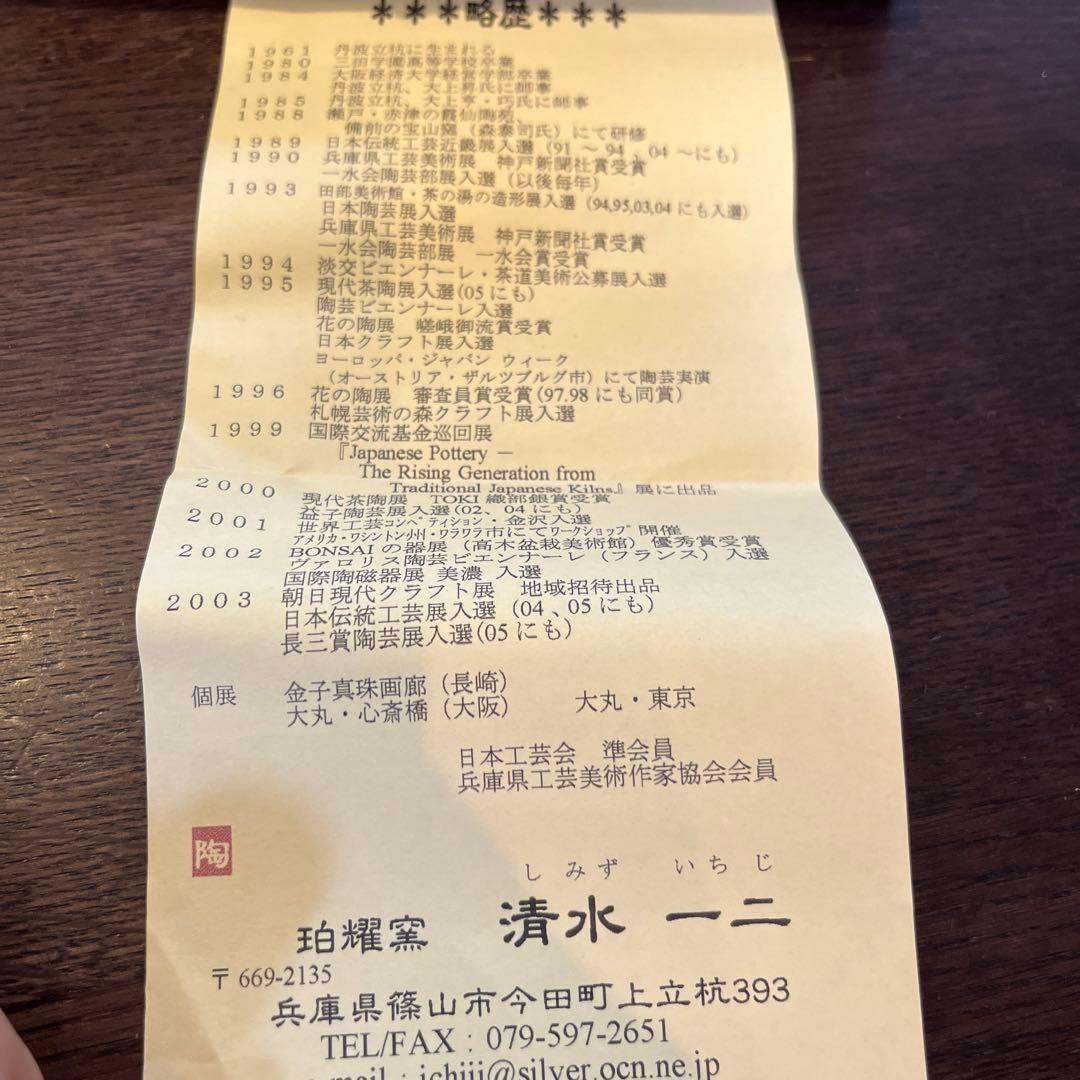 ＊＊＊略歴＊＊＊
1961 丹波立杭に生まれる
1980 三田学園高等学校卒業
1984 大阪経済大学経営学部卒業
丹波立杭、大上昇氏に師事
1985 丹波立杭、大上亨・巧氏に師事
1988 瀬戸・赤津の霞仙陶苑、
備前の宝山窯（森泰司氏）にて研修
1989 日本伝統工芸近畿展入選（91～94、04～にも）
1990 兵庫県工芸美術展 神戸新聞社賞受賞
一水会陶芸部展入選（以後毎年）
1993 田部美術館・茶の湯の造形展入選（94,95,03,04にも入選）
日本陶芸展入選
兵庫県工芸美術展 神戸新聞社賞受賞
一水会陶芸部展 一水会賞受賞
1994 淡交ビエンナーレ・茶道美術公募展入選
1995 現代茶陶展入選（05にも）
陶芸ビエンナーレ入選
花の陶展 嵯峨御流賞受賞
日本クラフト展入選
ヨーロッパ・ジャパン ウィーク
（オーストリア・ザルツブルグ市）にて陶芸実演
1996 花の陶展 審査員賞受賞（97.98にも同賞）
札幌芸術の森クラフト展入選
1999 国際交流基金巡回展
『Japanese Pottery －
The Rising Generation from
Traditional Japanese Kilns』展に出品
2000 現代茶陶展 TOKI織部銀賞受賞
益子陶芸展入選（02、04にも）
2001 世界工芸コンペティション・金沢入選
アメリカ・ワシントン州・ワラワラ市にてワークショップ開催
2002 BONSAIの器展（高木盆栽美術館）優秀賞受賞
ヴァロリス陶芸ビエンナーレ（フランス）入選
国際陶磁器展 美濃 入選
2003 朝日現代クラフト展 地域招待出品
日本伝統工芸展入選（04、05にも）
長三賞陶芸展入選（05にも）
個展 金子真珠画廊（長崎）
大丸・心斎橋（大阪） 大丸・東京
日本工芸会 準会員
兵庫県工芸美術作家協会会員
陶
しみず いちじ
珀耀窯 清水 一二
〒669-2135
兵庫県篠山市今田町上立杭393
TEL/FAX：079-597-2651
e-mail：ichiji@silver.ocn.ne.jp